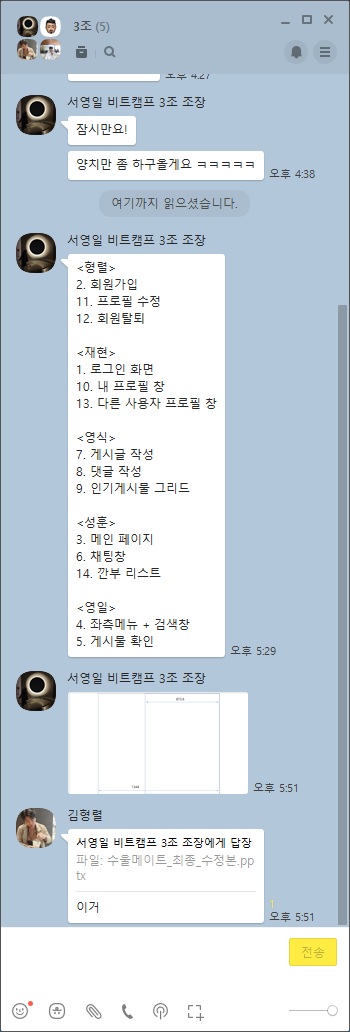 3조 (5)
오후 4:27
서영일 비트캠프 3조 조장
잠시만요!
양치만 좀 하구올게요 ㅋㅋㅋㅋㅋ
오후 4:38
여기까지 읽으셨습니다.
서영일 비트캠프 3조 조장
<형렬>
2. 회원가입
11. 프로필 수정
12. 회원탈퇴
<재현>
1. 로그인 화면
10. 내 프로필 창
13. 다른 사용자 프로필 창
<영식>
7. 게시글 작성
8. 댓글 작성
9. 인기게시물 그리드
<성훈>
3. 메인 페이지
6. 채팅창
14. 깐부 리스트
<영일>
4. 좌측메뉴 + 검색창
5. 게시물 확인
오후 5:29
서영일 비트캠프 3조 조장
오후 5:51
김형렬
서영일 비트캠프 3조 조장에게 답장
파일: 수울메이트_최종_수정본.pp
tx
이거
1
오후 5:51
전송